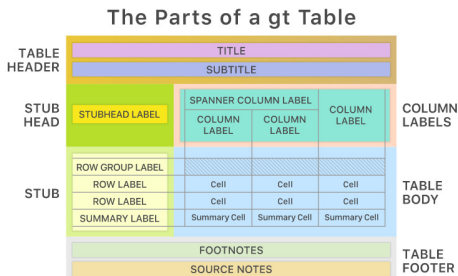 The Parts of a gt Table
TABLE HEADER
TITLE
SUBTITLE
STUB HEAD
STUBHEAD LABEL
SPANNER COLUMN LABEL
COLUMN LABEL
COLUMN LABEL
COLUMN LABEL
COLUMN LABELS
STUB
ROW GROUP LABEL
ROW LABEL Cell Cell Cell
ROW LABEL Cell Cell Cell
SUMMARY LABEL Summary Cell Summary Cell Summary Cell
TABLE BODY
FOOTNOTES
SOURCE NOTES
TABLE FOOTER